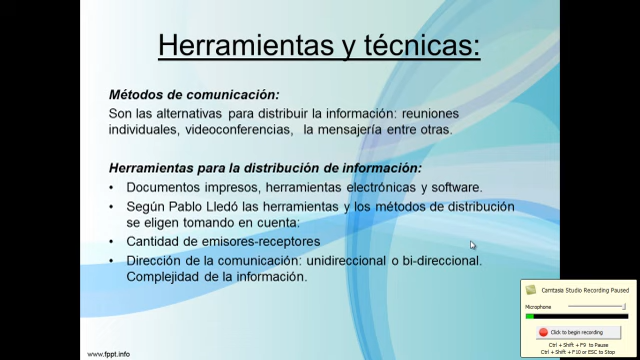 Herramientas y técnicas:
Métodos de comunicación:
Son las alternativas para distribuir la información: reuniones
individuales, videoconferencias, la mensajería entre otras.
Herramientas para la distribución de información:
• Documentos impresos, herramientas electrónicas y software.
• Según Pablo Lledó las herramientas y los métodos de distribución
se eligen tomando en cuenta:
• Cantidad de emisores-receptores
• Dirección de la comunicación: unidireccional o bi-direccional.
Complejidad de la información.
www.fppt.info
Camtasia Studio Recording Paused
Microphone
Click to begin recording
Ctrl + Shift + F9 to Pause
Ctrl + Shift + F10 or ESC to Stop